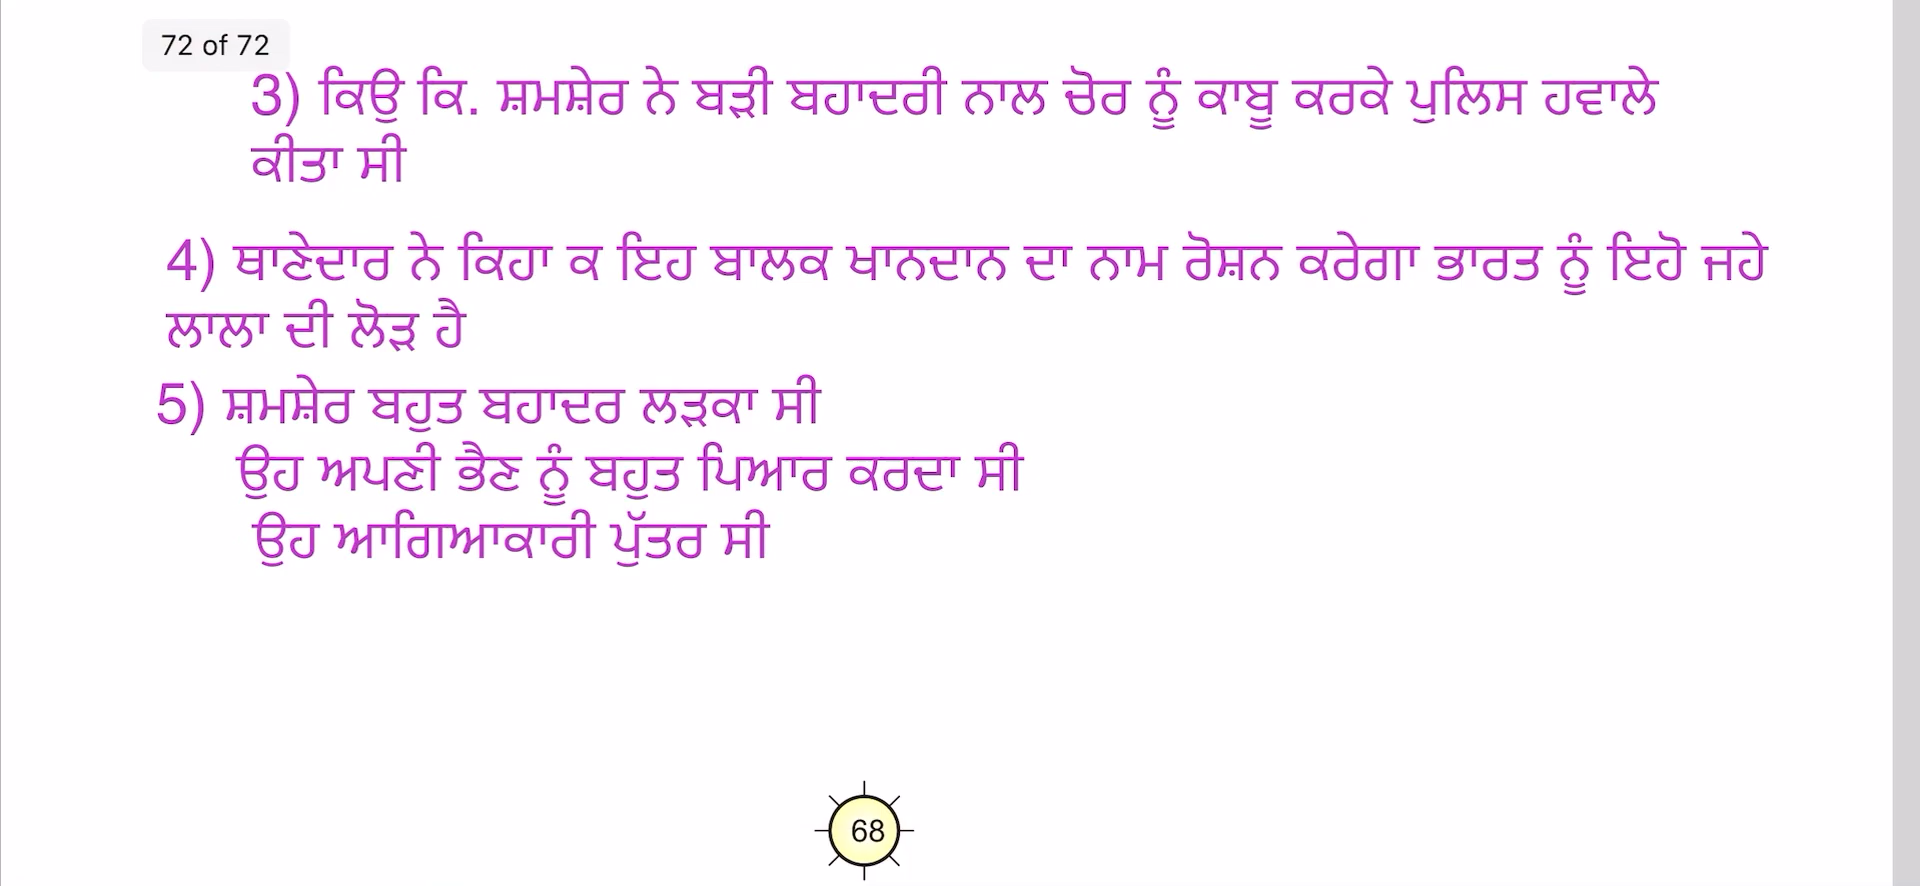 72 of 72
3) ਕਿਉ ਕਿ. ਸ਼ਮਸ਼ੇਰ ਨੇ ਬੜੀ ਬਹਾਦਰੀ ਨਾਲ ਚੋਰ ਨੂੰ ਕਾਬੂ ਕਰਕੇ ਪੁਲਿਸ ਹਵਾਲੇ
ਕੀਤਾ ਸੀ
4) ਥਾਣੇਦਾਰ ਨੇ ਕਿਹਾ ਕ ਇਹ ਬਾਲਕ ਖਾਨਦਾਨ ਦਾ ਨਾਮ ਰੋਸ਼ਨ ਕਰੇਗਾ ਭਾਰਤ ਨੂੰ ਇਹੋ ਜਹੇ
ਲਾਲਾ ਦੀ ਲੋੜ ਹੈ
5) ਸ਼ਮਸ਼ੇਰ ਬਹੁਤ ਬਹਾਦਰ ਲੜਕਾ ਸੀ
ਉਹ ਅਪਣੀ ਭੈਣ ਨੂੰ ਬਹੁਤ ਪਿਆਰ ਕਰਦਾ ਸੀ
ਉਹ ਆਗਿਆਕਾਰੀ ਪੁੱਤਰ ਸੀ
68